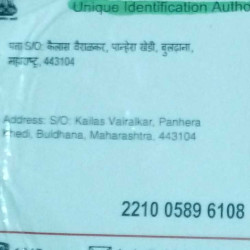 Unique Identification Autho
पता S/O: कैलास वैराळकर, पान्हेरा खेडी, बुलढाना,
महाराष्ट्र, 443104
Address: S/O: Kailas Vairalkar, Panhera
Khedi, Buldhana, Maharashtra, 443104
2210 0589 6108